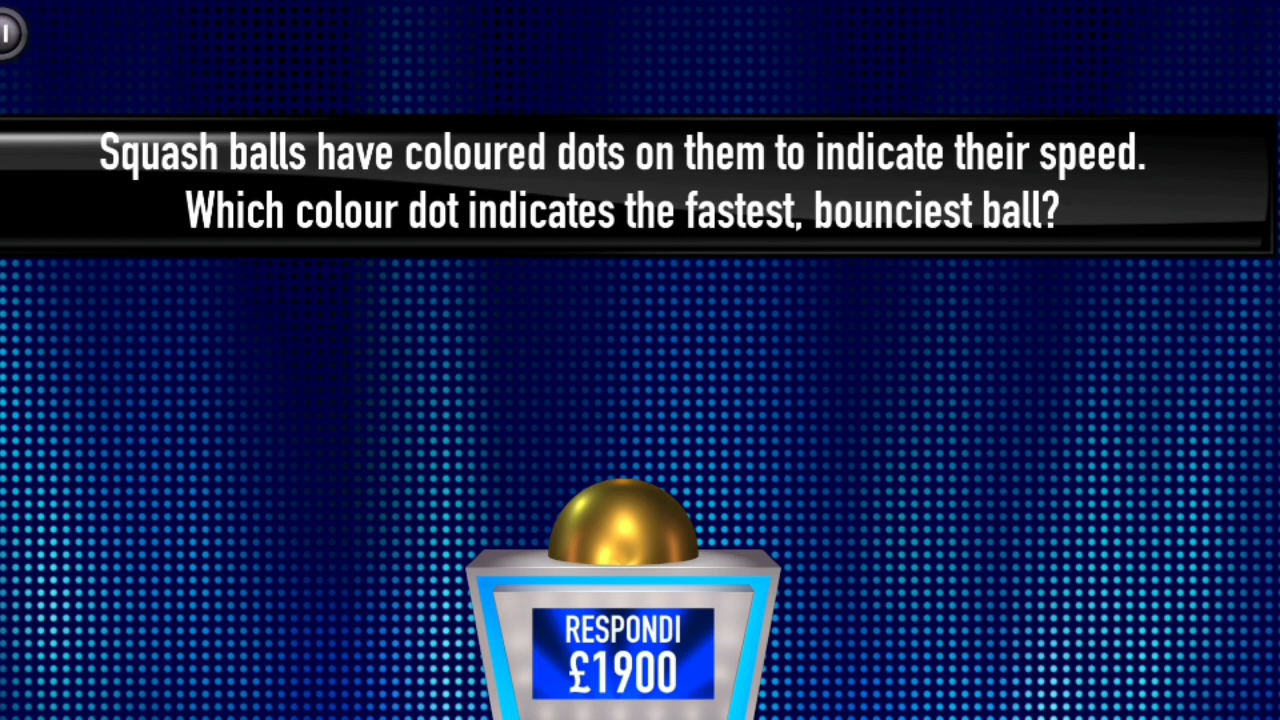 Squash balls have coloured dots on them to indicate their speed.
Which colour dot indicates the fastest, bounciest ball?
RESPONDI
£1900